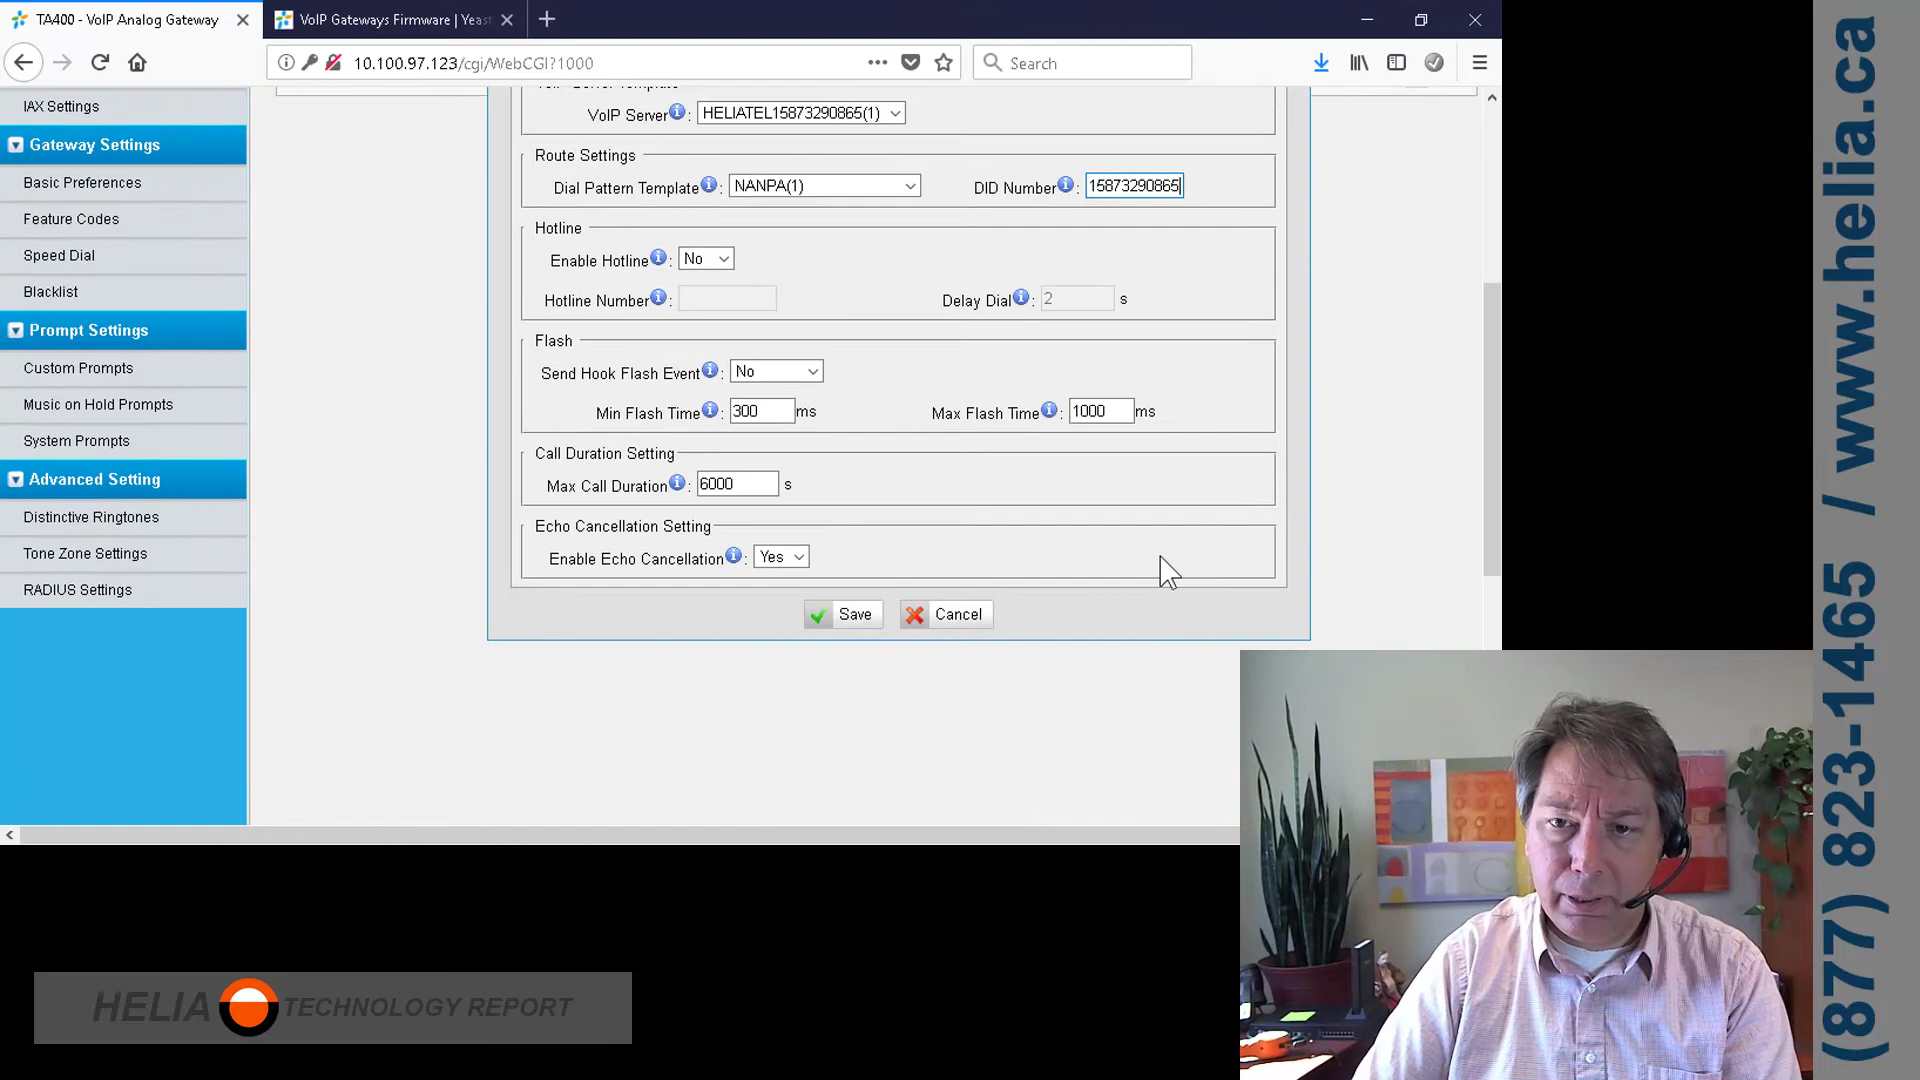 TA400 - VoIP Analog Gateway
VoIP Gateways Firmware | Yeast
10.100.97.123/cgi/WebCGI?1000
Search
IAX Settings
Gateway Settings
Basic Preferences
Feature Codes
Speed Dial
Blacklist
Prompt Settings
Custom Prompts
Music on Hold Prompts
System Prompts
Advanced Setting
Distinctive Ringtones
Tone Zone Settings
RADIUS Settings
VoIP Server : HELIATEL15873290865(1)
Route Settings
Dial Pattern Template : NANPA(1) DID Number : 15873290865
Hotline
Enable Hotline : No
Hotline Number : Delay Dial : 2 s
Flash
Send Hook Flash Event : No
Min Flash Time : 300 ms Max Flash Time : 1000 ms
Call Duration Setting
Max Call Duration : 6000 s
Echo Cancellation Setting
Enable Echo Cancellation : Yes
Save Cancel
HELIA TECHNOLOGY REPORT
(877) 823-1465 / www.helia.ca